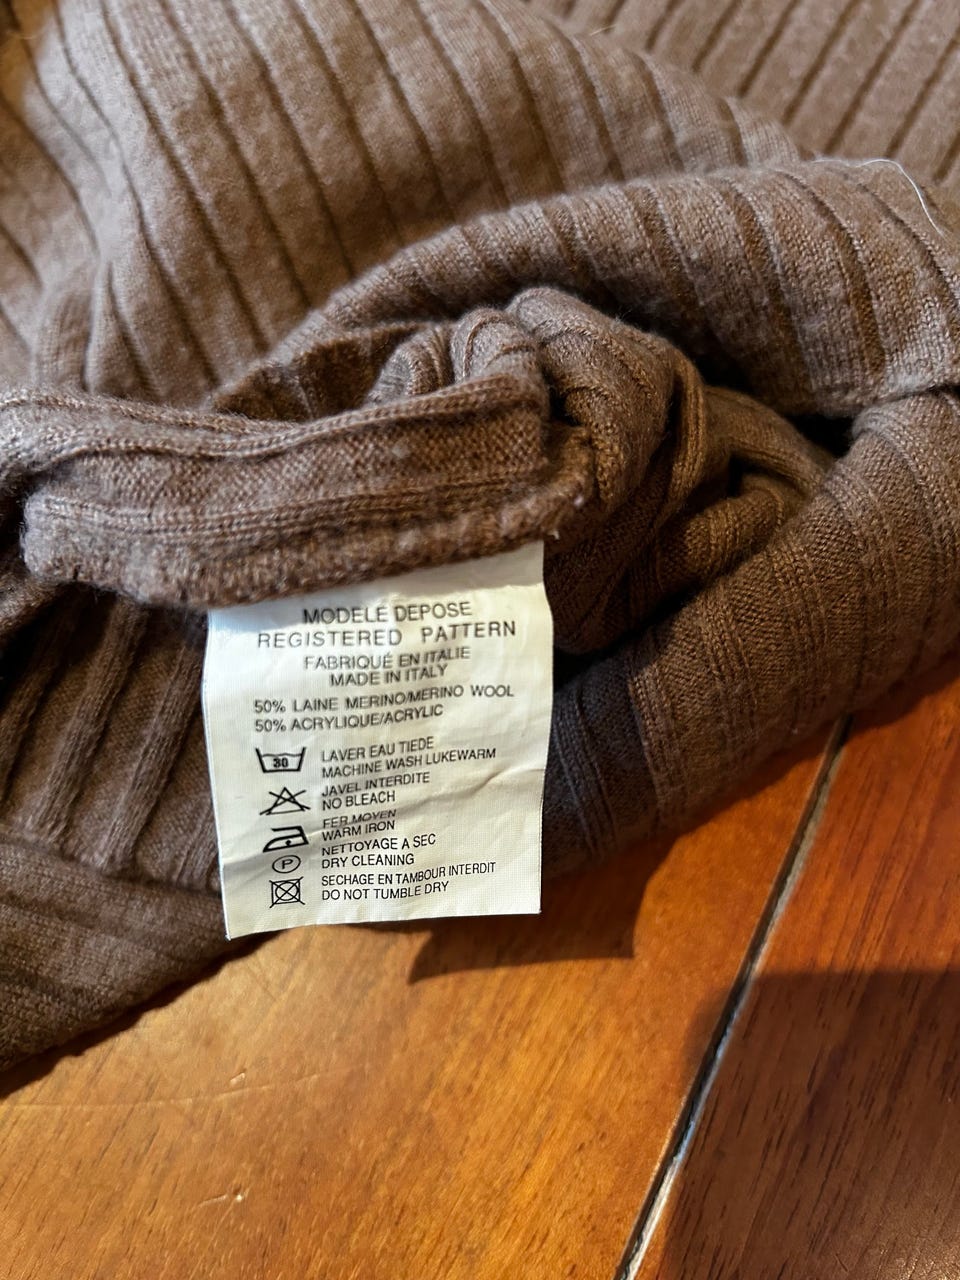 MODELE DEPOSE
REGISTERED PATTERN
FABRIQUÉ EN ITALIE
MADE IN ITALY
50% LAINE MERINO/MERINO WOOL
50% ACRYLIQUE/ACRYLIC
30
LAVER EAU TIEDE
MACHINE WASH LUKEWARM
JAVEL INTERDITE
NO BLEACH
FER MOYEN
WARM IRON
P
NETTOYAGE A SEC
DRY CLEANING
SECHAGE EN TAMBOUR INTERDIT
DO NOT TUMBLE DRY